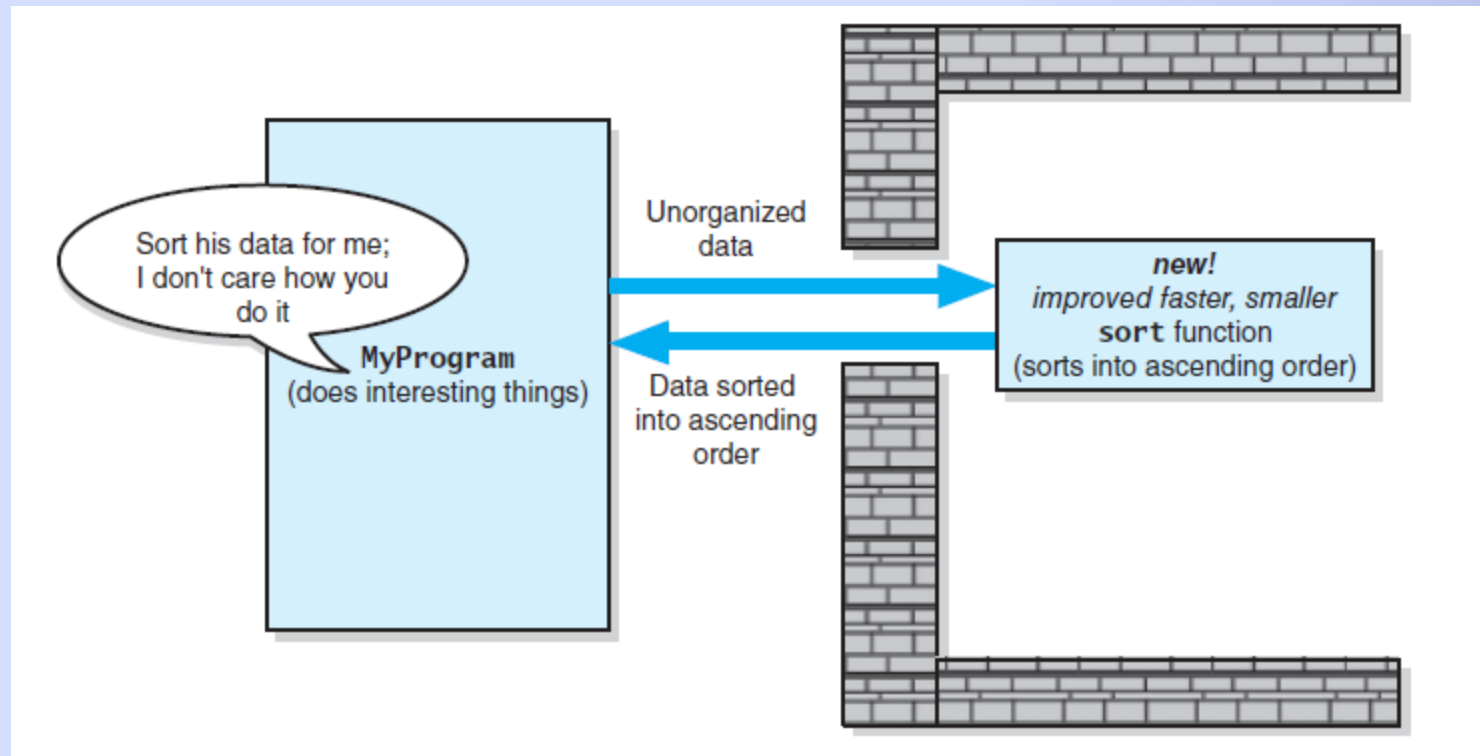 Sort his data for me;
I don't care how you
do it
MyProgram
(does interesting things)
Unorganized
data
Data sorted
into ascending
order
new!
improved faster, smaller
sort function
(sorts into ascending order)